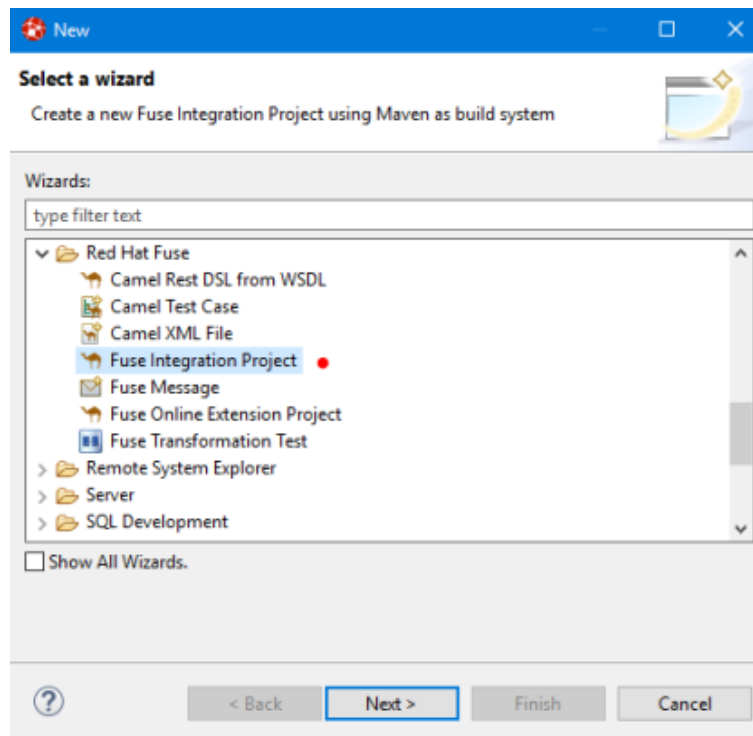 New
Select a wizard
Create a new Fuse Integration Project using Maven as build system
Wizards:
type filter text
Red Hat Fuse
Camel Rest DSL from WSDL
Camel Test Case
Camel XML File
Fuse Integration Project
Fuse Message
Fuse Online Extension Project
Fuse Transformation Test
Remote System Explorer
Server
SQL Development
Show All Wizards.
? < Back Next > Finish Cancel